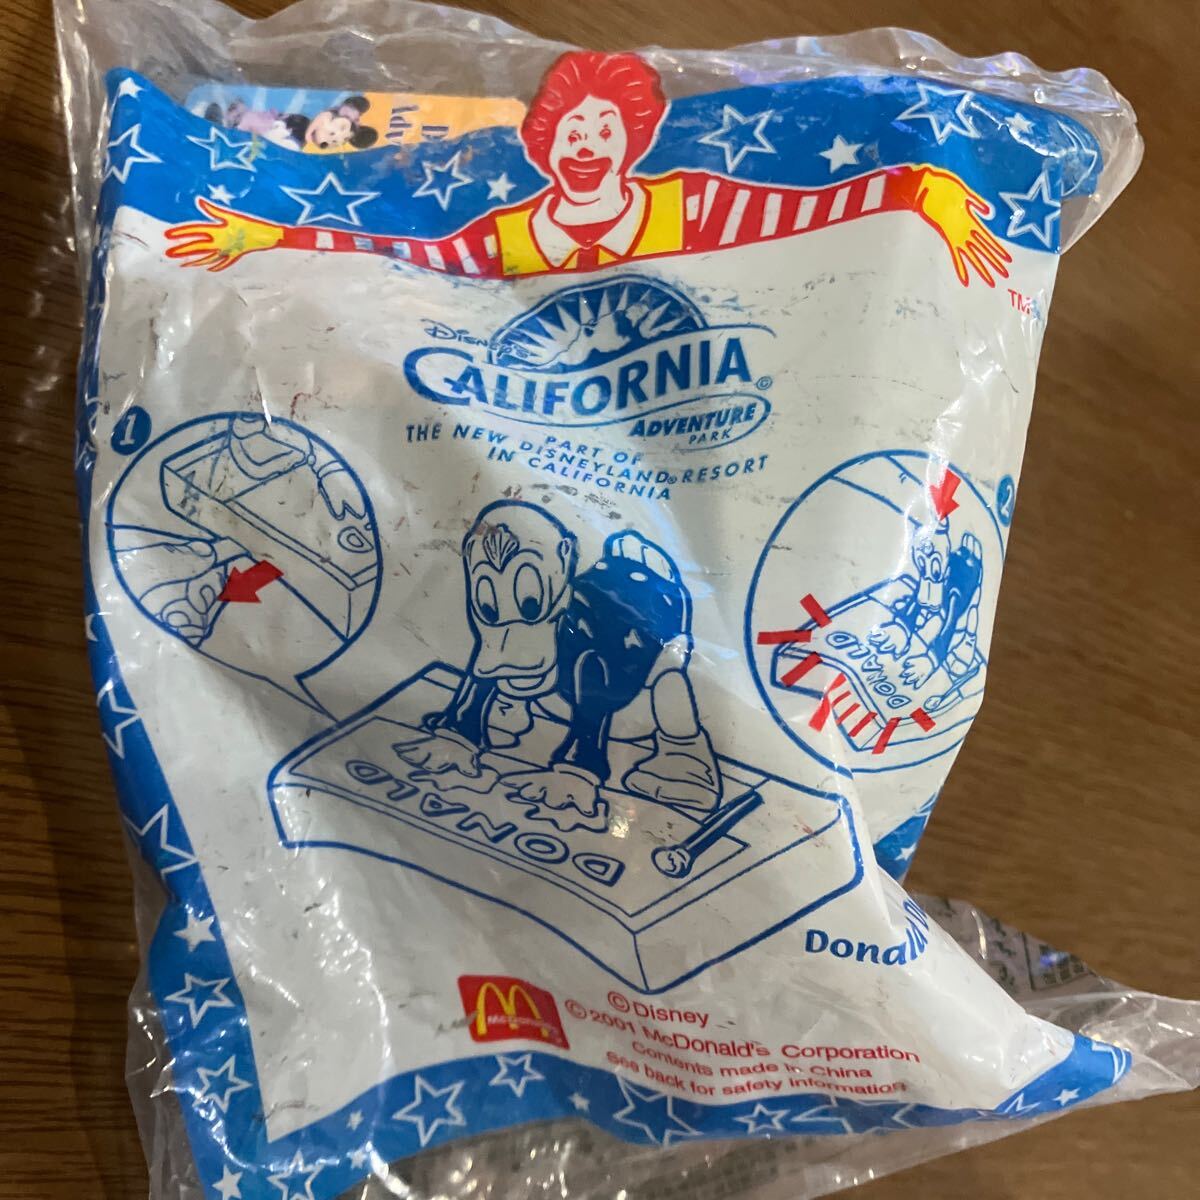 TM
Disney's
CALIFORNIA ©
ADVENTURE
PARK
PART OF
THE NEW DISNEYLAND® RESORT
IN CALIFORNIA
1
2
DONALD
DONALD
Donald
McDonald's
©Disney
©2001 McDonald's Corporation
Contents made in China
See back for safety information